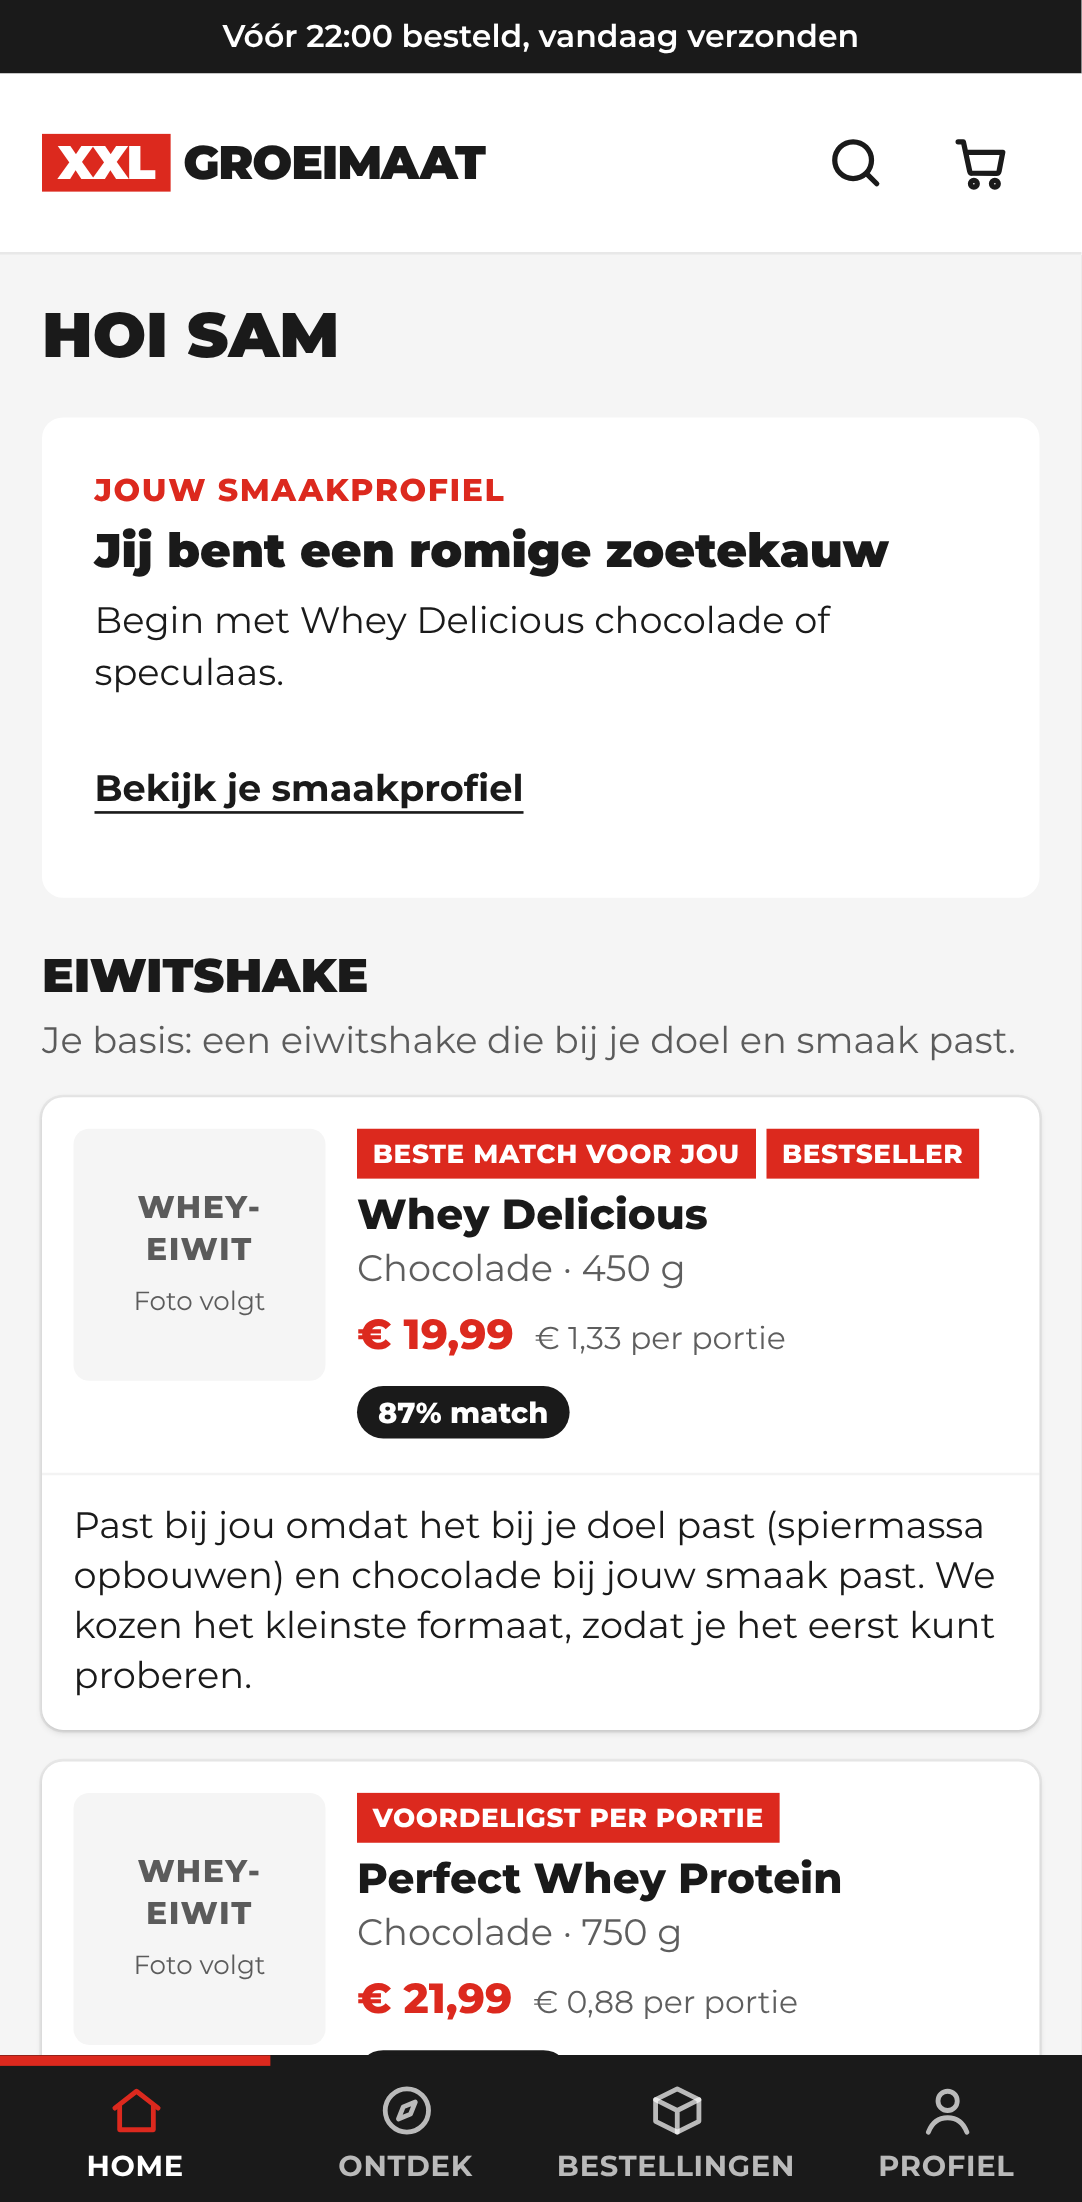 Vóór 22:00 besteld, vandaag verzonden
XXL GROEIMAAT
HOI SAM
JOUW SMAAKPROFIEL
Jij bent een romige zoetekauw
Begin met Whey Delicious chocolade of
speculaas.
Bekijk je smaakprofiel
EIWITSHAKE
Je basis: een eiwitshake die bij je doel en smaak past.
WHEY-
EIWIT
Foto volgt
BESTE MATCH VOOR JOU BESTSELLER
Whey Delicious
Chocolade · 450 g
€ 19,99 € 1,33 per portie
87% match
Past bij jou omdat het bij je doel past (spiermassa
opbouwen) en chocolade bij jouw smaak past. We
kozen het kleinste formaat, zodat je het eerst kunt
proberen.
WHEY-
EIWIT
Foto volgt
VOORDELIGST PER PORTIE
Perfect Whey Protein
Chocolade · 750 g
€ 21,99 € 0,88 per portie
HOME ONTDEK BESTELLINGEN PROFIEL